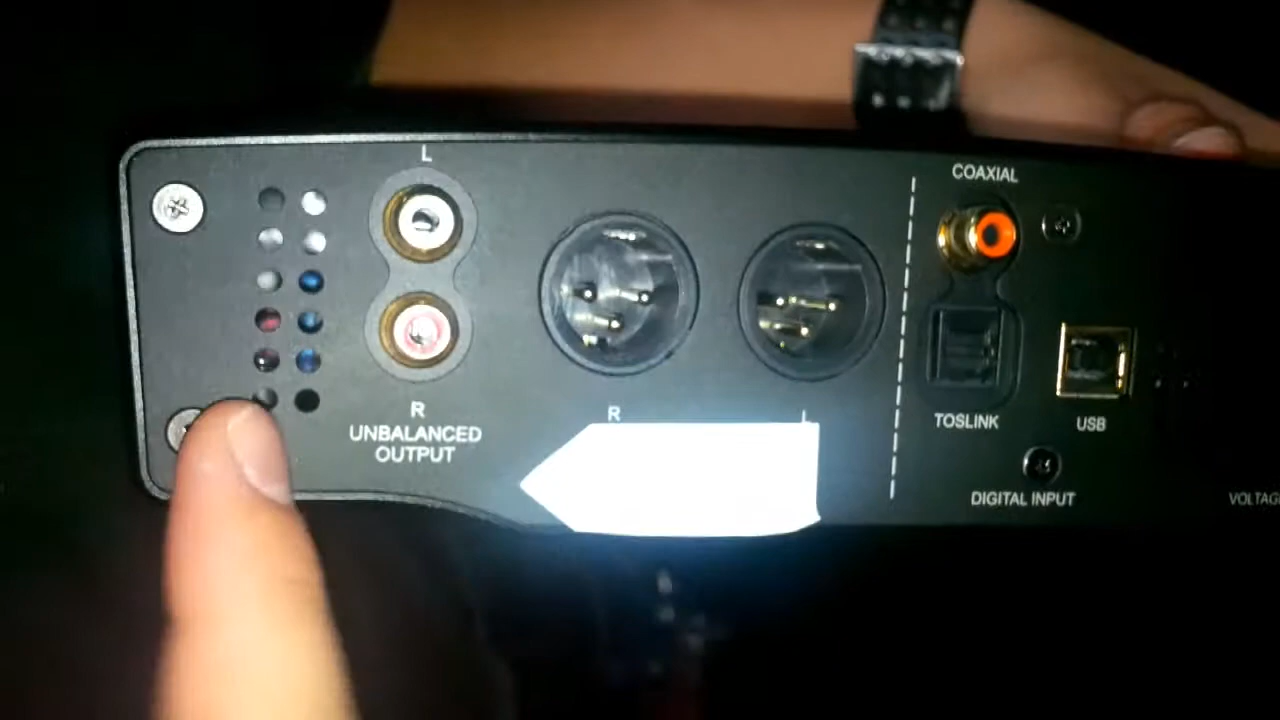 L
R
UNBALANCED
OUTPUT
R
L
COAXIAL
TOSLINK
USB
DIGITAL INPUT